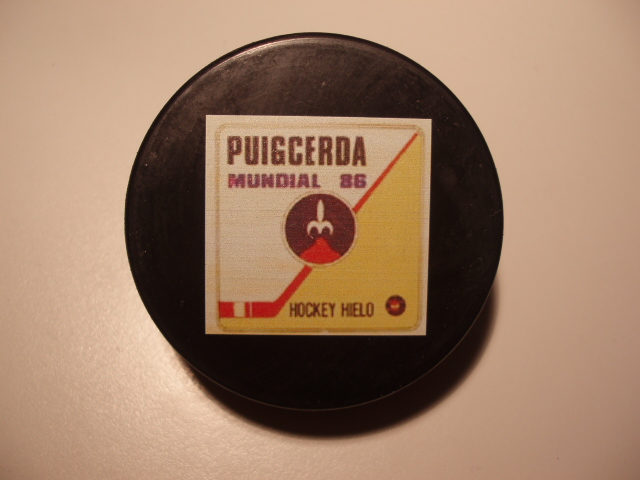 PUIGCERDA
MUNDIAL 86
HOCKEY HIELO